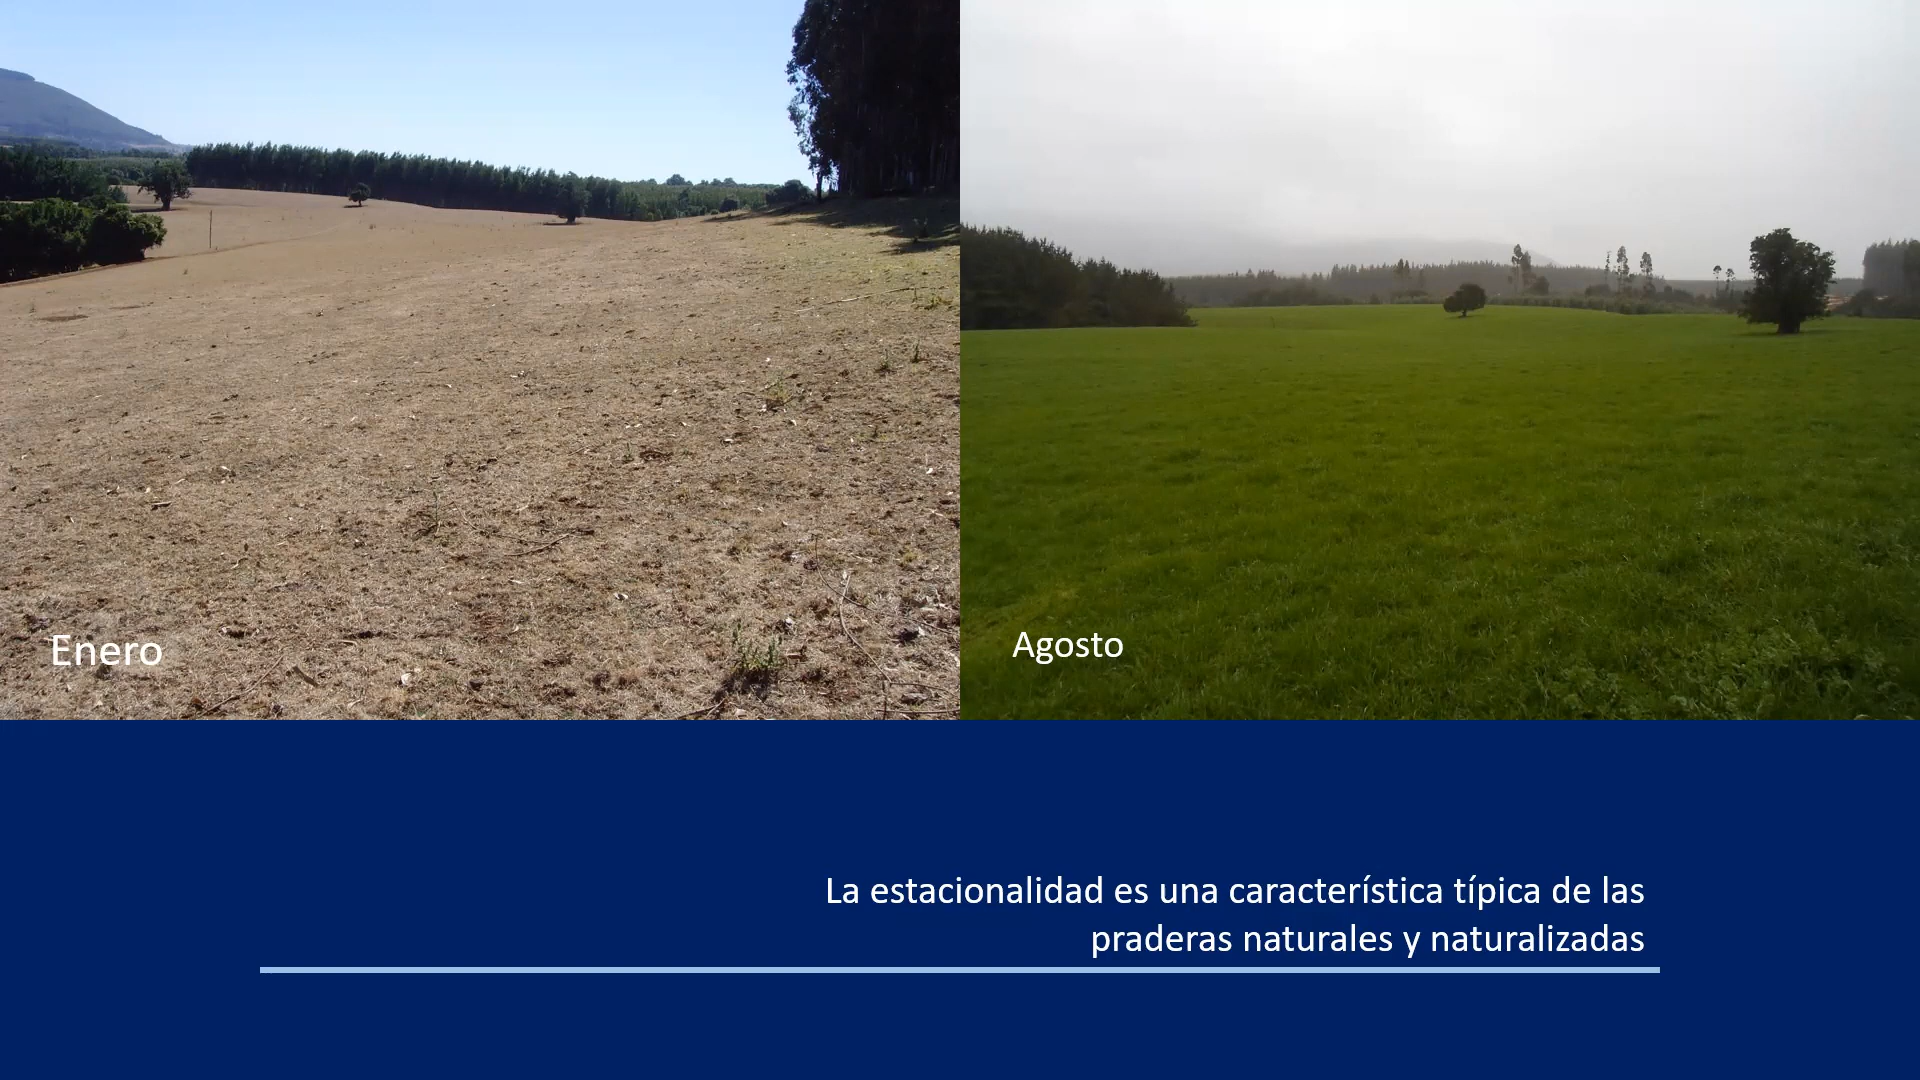 Enero
Agosto
La estacionalidad es una característica típica de las
praderas naturales y naturalizadas